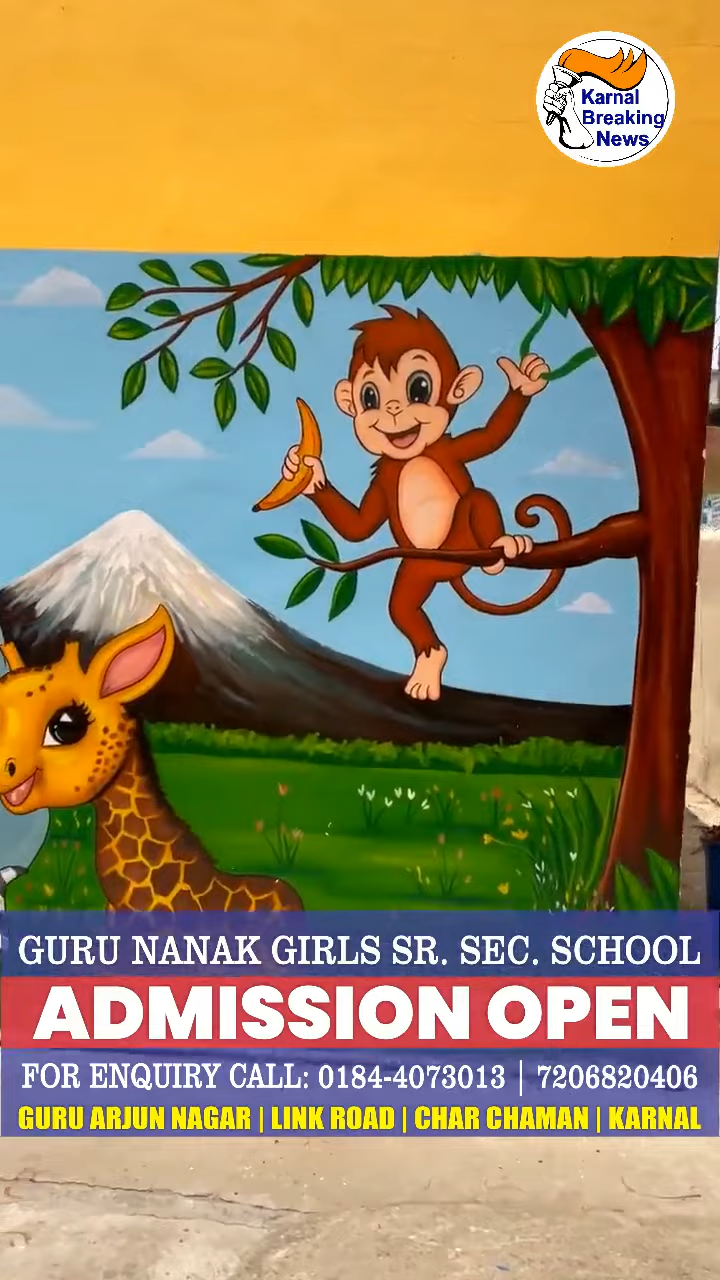 Karnal
Breaking
News
GURU NANAK GIRLS SR. SEC. SCHOOL
ADMISSION OPEN
FOR ENQUIRY CALL: 0184-4073013 | 7206820406
GURU ARJUN NAGAR | LINK ROAD | CHAR CHAMAN | KARNAL